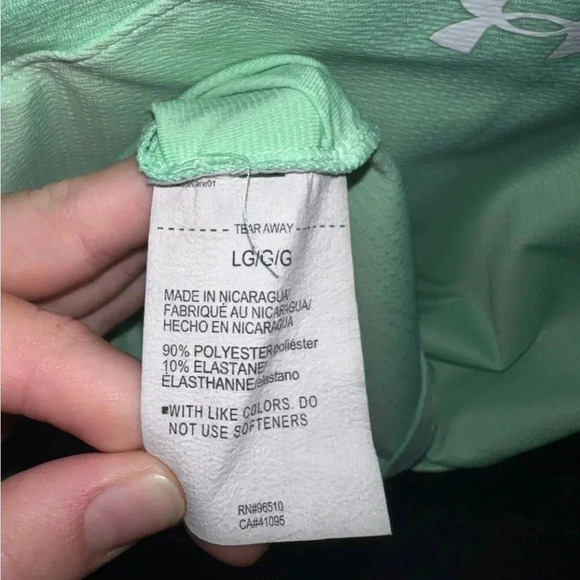 TEAR AWAY
LG/G/G
MADE IN NICARAGUA/
FABRIQUÉ AU NICARAGUA/
HECHO EN NICARAGUA
90% POLYESTER/poliéster
10% ELASTANE/
ÉLASTHANNE/elastano
WITH LIKE COLORS. DO
NOT USE SOFTENERS
RN#96510
CA#41095